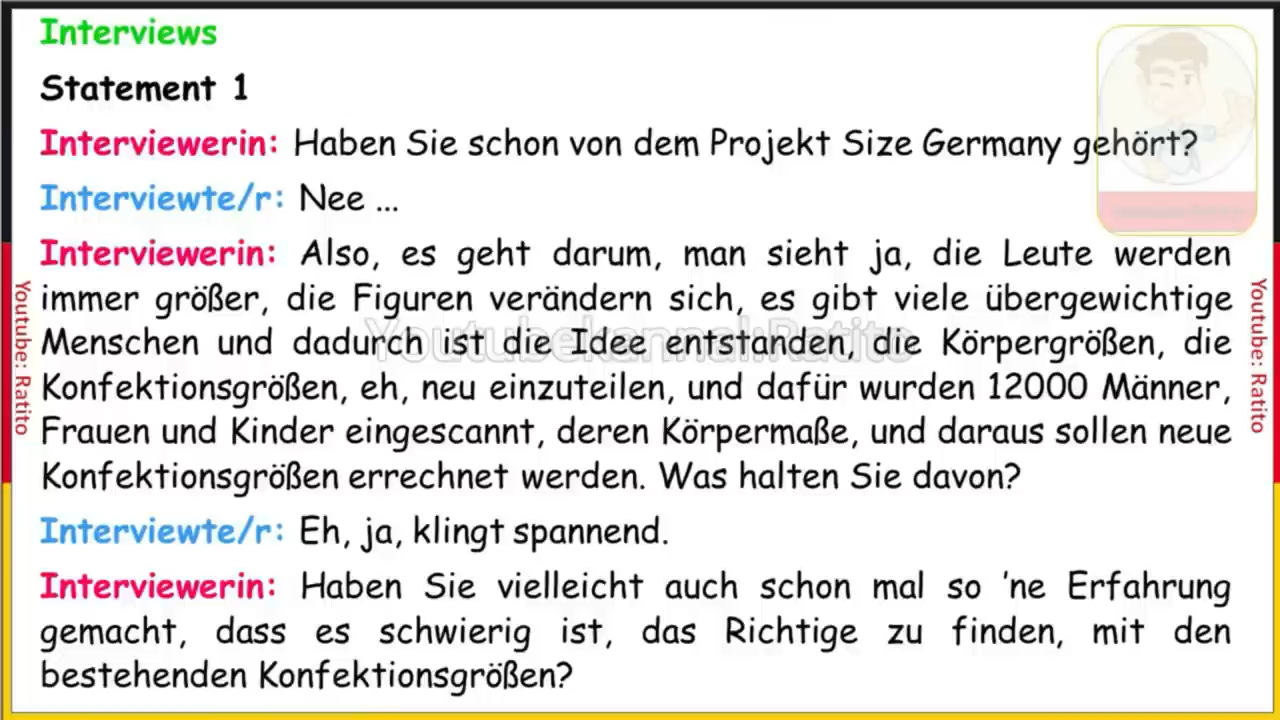 Interviews
Statement 1
Interviewerin: Haben Sie schon von dem Projekt Size Germany gehört?
Interviewte/r: Nee ...
Interviewerin: Also, es geht darum, man sieht ja, die Leute werden
immer größer, die Figuren verändern sich, es gibt viele übergewichtige
Menschen und dadurch ist die Idee entstanden, die Körpergrößen, die
Konfektionsgrößen, eh, neu einzuteilen, und dafür wurden 12000 Männer,
Frauen und Kinder eingescannt, deren Körpermaße, und daraus sollen neue
Konfektionsgrößen errechnet werden. Was halten Sie davon?
Interviewte/r: Eh, ja, klingt spannend.
Interviewerin: Haben Sie vielleicht auch schon mal so 'ne Erfahrung
gemacht, dass es schwierig ist, das Richtige zu finden, mit den
bestehenden Konfektionsgrößen?
Youtube: Ratito
Youtube: Ratito
Youtubekannal:Ratito